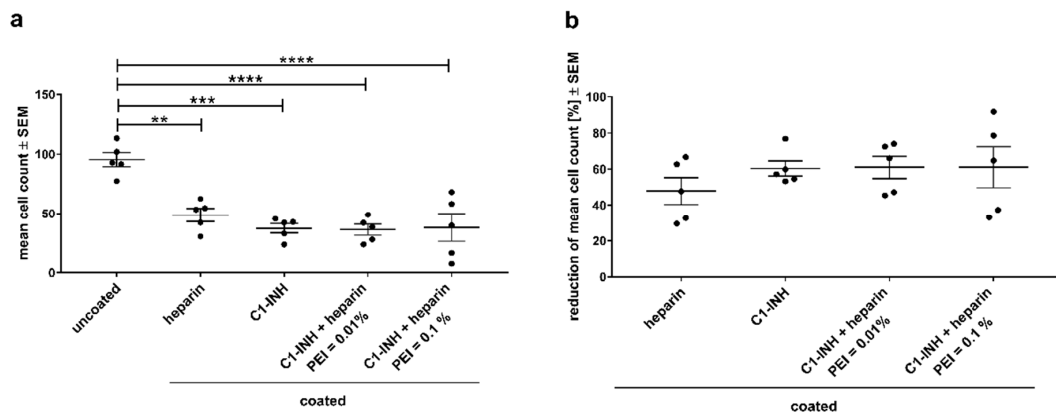 a
mean cell count ± SEM
150
100
50
0
****
****
***
**
uncoated
heparin
C1-INH
C1-INH + heparin
PEI = 0.01%
C1-INH + heparin
PEI = 0.1 %
coated
b
reduction of mean cell count [%] ± SEM
100
80
60
40
20
0
heparin
C1-INH
C1-INH + heparin
PEI = 0.01%
C1-INH + heparin
PEI = 0.1 %
coated